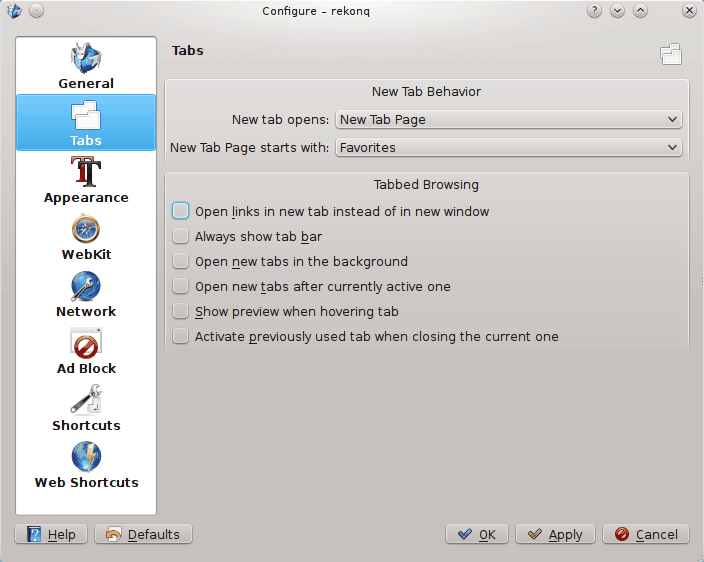 Configure – rekonq
General
Tabs
Appearance
WebKit
Network
Ad Block
Shortcuts
Web Shortcuts
Tabs
New Tab Behavior
New tab opens: New Tab Page
New Tab Page starts with: Favorites
Tabbed Browsing
Open links in new tab instead of in new window
Always show tab bar
Open new tabs in the background
Open new tabs after currently active one
Show preview when hovering tab
Activate previously used tab when closing the current one
Help Defaults OK Apply Cancel